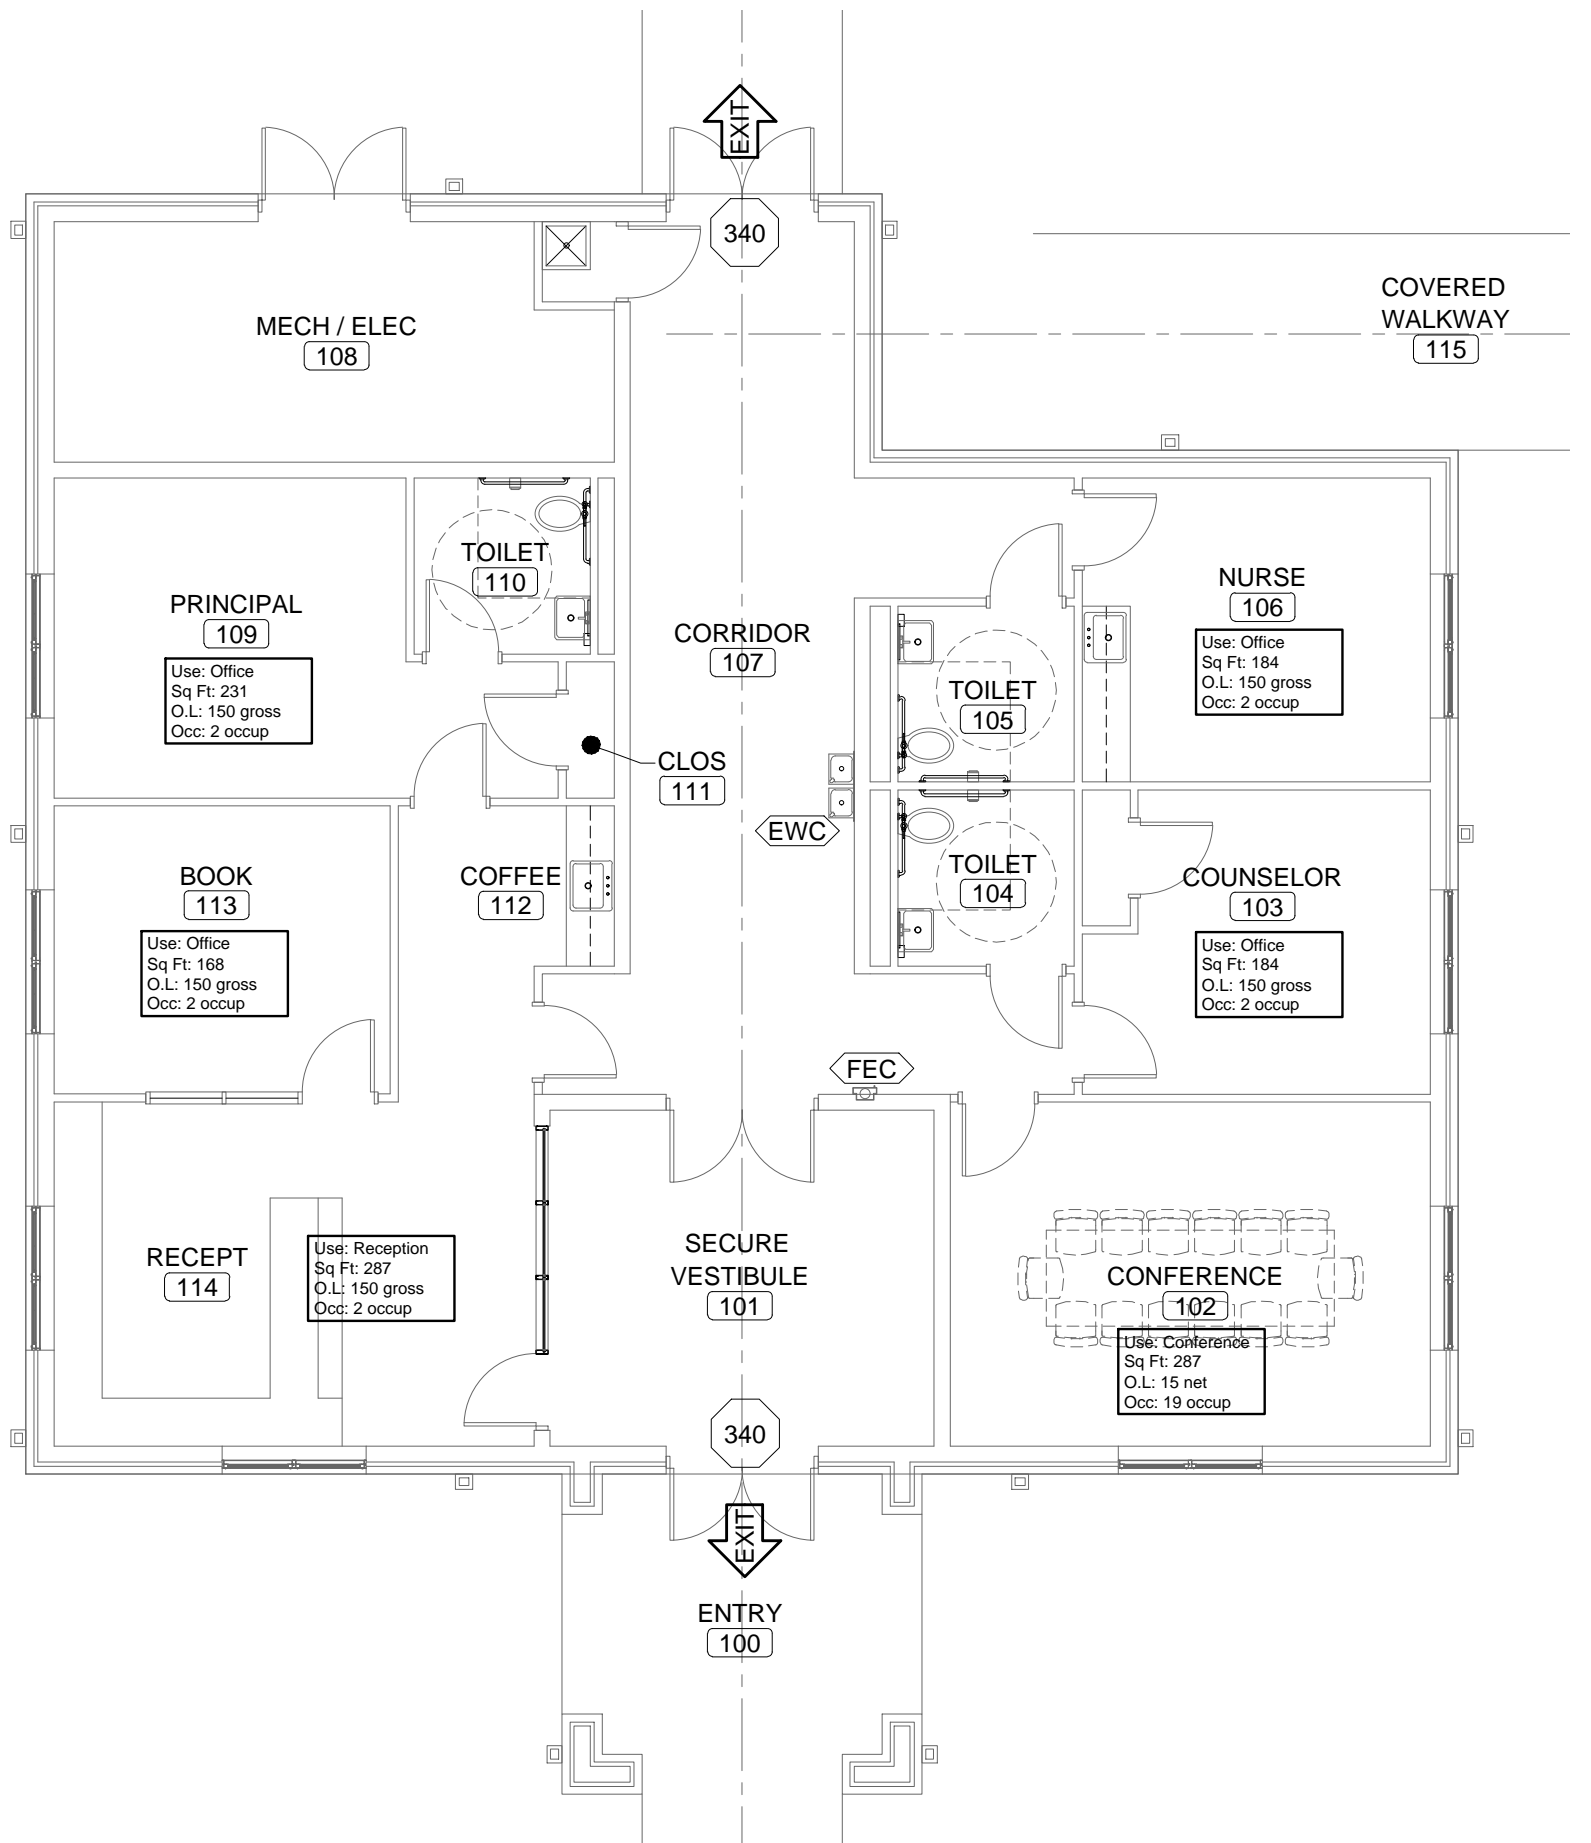 EXIT
340
MECH / ELEC
108
COVERED
WALKWAY
115
TOILET
110
PRINCIPAL
109
Use: Office
Sq Ft: 231
O.L: 150 gross
Occ: 2 occup
CORRIDOR
107
NURSE
106
Use: Office
Sq Ft: 184
O.L: 150 gross
Occ: 2 occup
TOILET
105
CLOS
111
EWC
BOOK
113
Use: Office
Sq Ft: 168
O.L: 150 gross
Occ: 2 occup
COFFEE
112
TOILET
104
COUNSELOR
103
Use: Office
Sq Ft: 184
O.L: 150 gross
Occ: 2 occup
FEC
RECEPT
114
Use: Reception
Sq Ft: 287
O.L: 150 gross
Occ: 2 occup
SECURE
VESTIBULE
101
CONFERENCE
102
Use: Conference
Sq Ft: 287
O.L: 15 net
Occ: 19 occup
340
EXIT
ENTRY
100